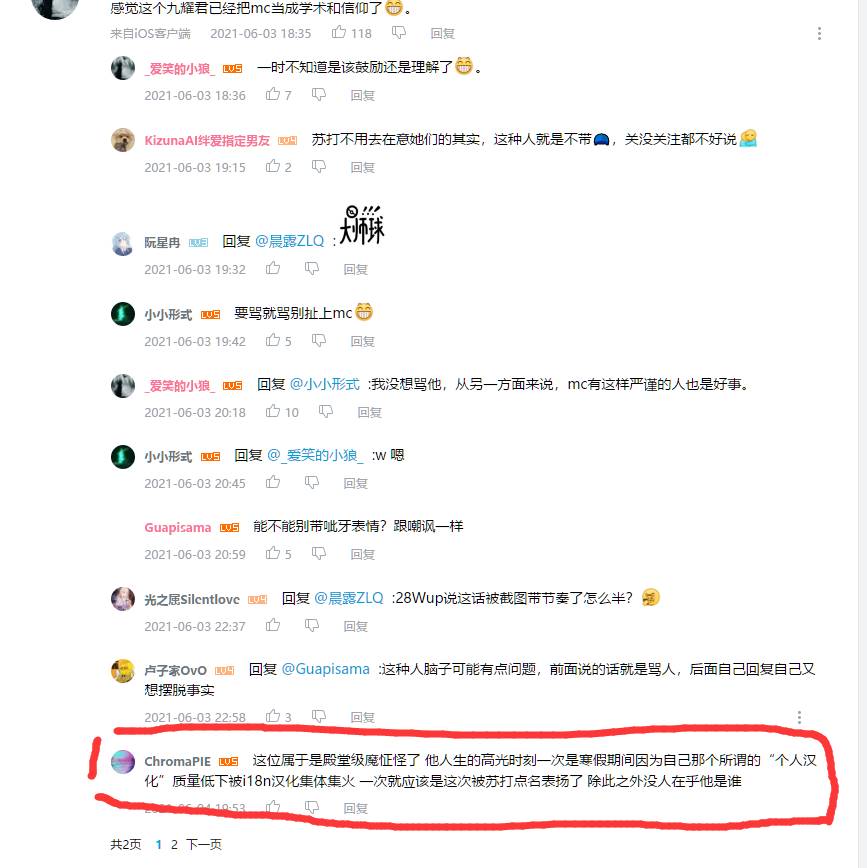 感觉这个九耀君已经把mc当成学术和信仰了😁。
来自iOS客户端 2021-06-03 18:35 118 回复
_爱笑的小狼_ LV5 一时不知道是该鼓励还是理解了😁。
2021-06-03 18:36 7 回复
KizunaAI绊爱指定男友 LV4 苏打不用去在意她们的其实，这种人就是不带🧢，关没关注都不好说
2021-06-03 19:15 2 回复
阮星冉 LV3 回复 @晨露ZLQ :
2021-06-03 19:32 回复
小小形式 LV5 要骂就骂别扯上mc😁
2021-06-03 19:42 5 回复
_爱笑的小狼_ LV5 回复 @小小形式 :我没想骂他，从另一方面来说，mc有这样严谨的人也是好事。
2021-06-03 20:18 10 回复
小小形式 LV5 回复 @_爱笑的小狼_ :w 嗯
2021-06-03 20:45 回复
Guapisama LV5 能不能别带呲牙表情？跟嘲讽一样
2021-06-03 20:59 5 回复
光之屈Silentlove LV4 回复 @晨露ZLQ :28Wup说这话被截图带节奏了怎么半？
2021-06-03 22:37 回复
卢子家OvO LV4 回复 @Guapisama :这种人脑子可能有点问题，前面说的话就是骂人，后面自己回复自己又
想摆脱事实
2021-06-03 22:58 3 回复
ChromaPIE LV5 这位属于是殿堂级魔怔怪了 他人生的高光时刻一次是寒假期间因为自己那个所谓的“个人汉
化”质量低下被i18n汉化集体集火 一次就应该是这次被苏打点名表扬了 除此之外没人在乎他是谁
2021-06-04 19:53 回复
共2页 1 2 下一页